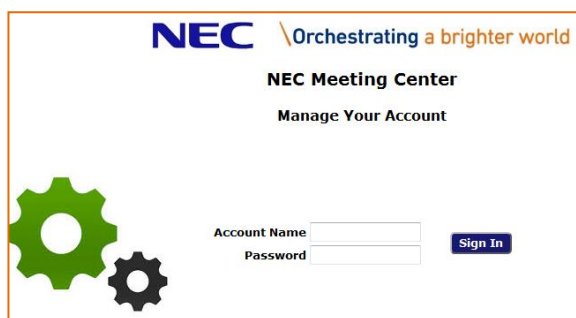 NEC \Orchestrating a brighter world
NEC Meeting Center
Manage Your Account
Account Name
Password
Sign In